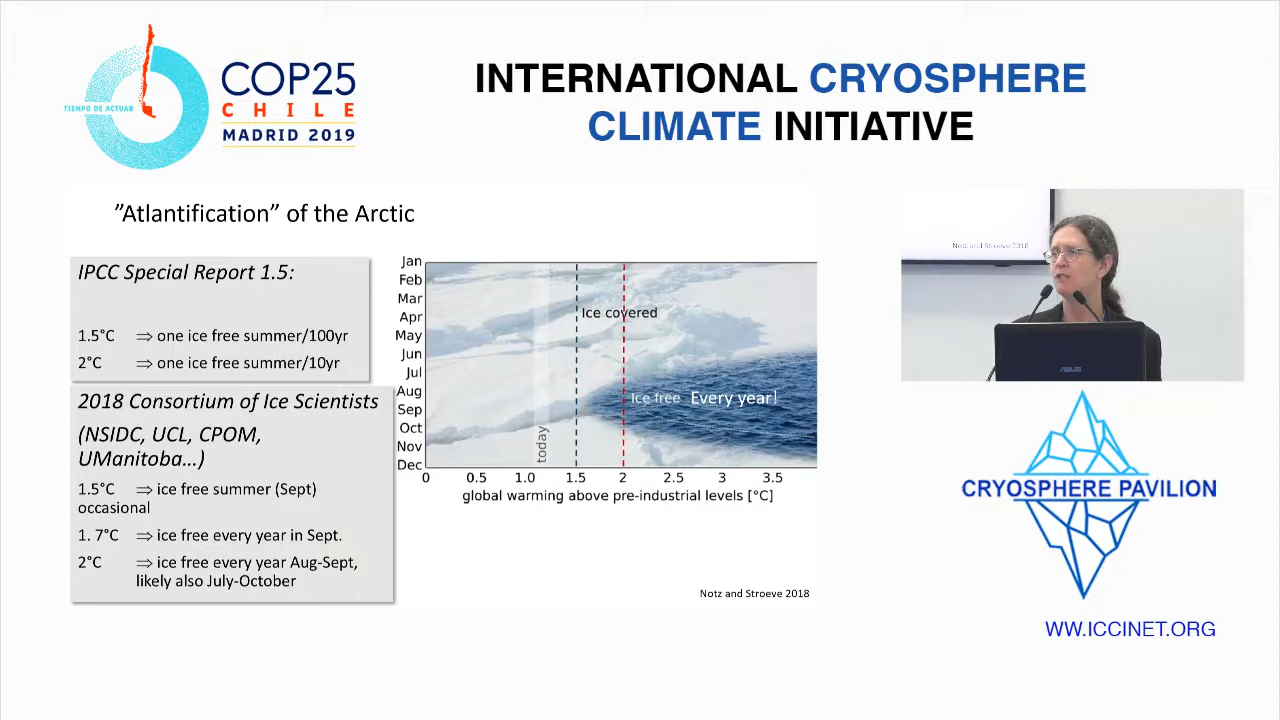 TIEMPO DE ACTUAR
COP25
CHILE
MADRID 2019
INTERNATIONAL CRYOSPHERE
CLIMATE INITIATIVE
”Atlantification” of the Arctic
IPCC Special Report 1.5:
1.5°C ⇒ one ice free summer/100yr
2°C ⇒ one ice free summer/10yr
2018 Consortium of Ice Scientists
(NSIDC, UCL, CPOM,
UManitoba...)
1.5°C ⇒ ice free summer (Sept)
occasional
1. 7°C ⇒ ice free every year in Sept.
2°C ⇒ ice free every year Aug-Sept,
likely also July-October
Jan
Feb
Mar
Apr
May
Jun
Jul
Aug
Sep
Oct
Nov
Dec
Ice covered
Ice free Every year!
today
0 0.5 1.0 1.5 2 2.5 3 3.5
global warming above pre-industrial levels [°C]
Notz and Stroeve 2018
Notz and Stroeve 2018
ASUS
CRYOSPHERE PAVILION
WW.ICCINET.ORG